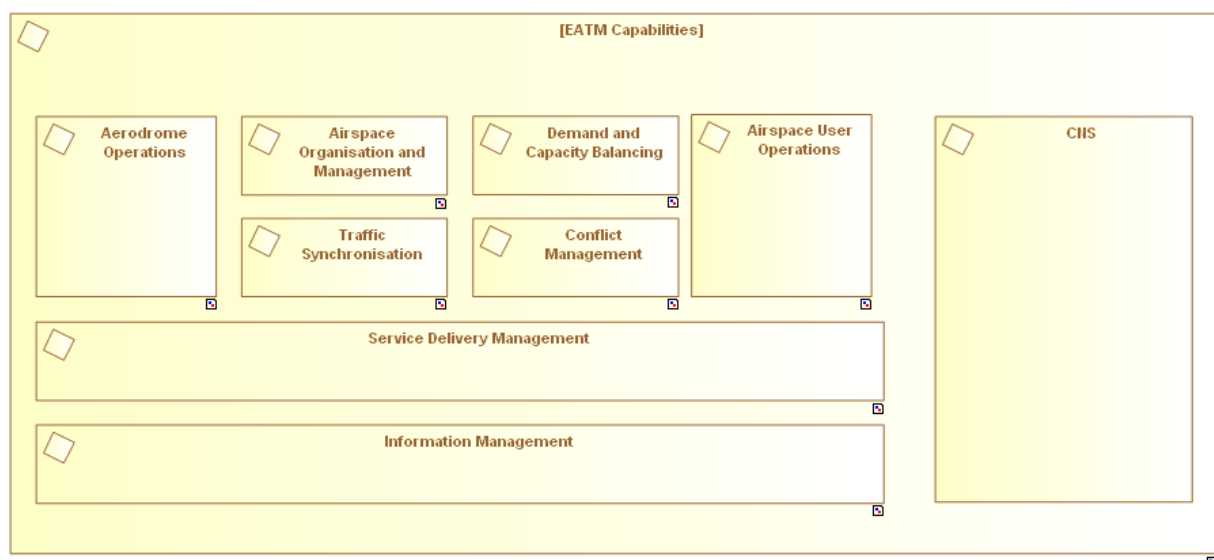 [EATM Capabilities]
Aerodrome
Operations
Airspace
Organisation and
Management
Demand and
Capacity Balancing
Airspace User
Operations
CNS
Traffic
Synchronisation
Conflict
Management
Service Delivery Management
Information Management